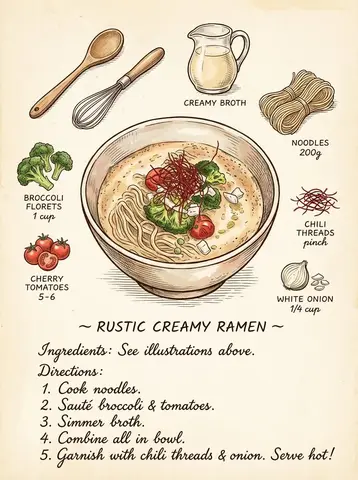 CREAMY BROTH
NOODLES
200g
BROCCOLI
FLORETS
1 cup
CHILI
THREADS
pinch
CHERRY
TOMATOES
5-6
WHITE ONION
1/4 cup
~ RUSTIC CREAMY RAMEN ~
Ingredients: See illustrations above.
Directions:
1. Cook noodles.
2. Sauté broccoli & tomatoes.
3. Simmer broth.
4. Combine all in bowl.
5. Garnish with chili threads & onion. Serve hot!